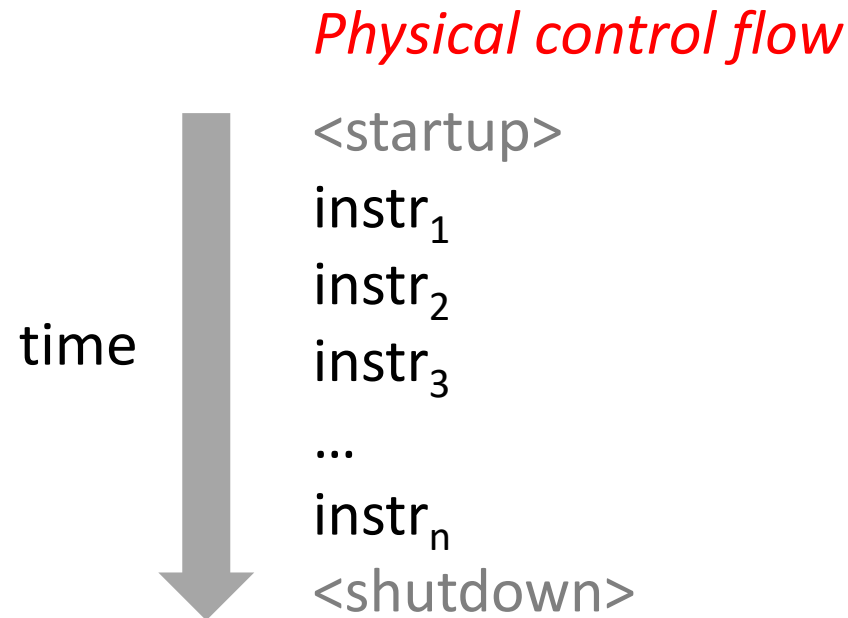 Physical control flow
<startup>
instr₁
instr₂
time
instr₃
...
instrₙ
<shutdown>